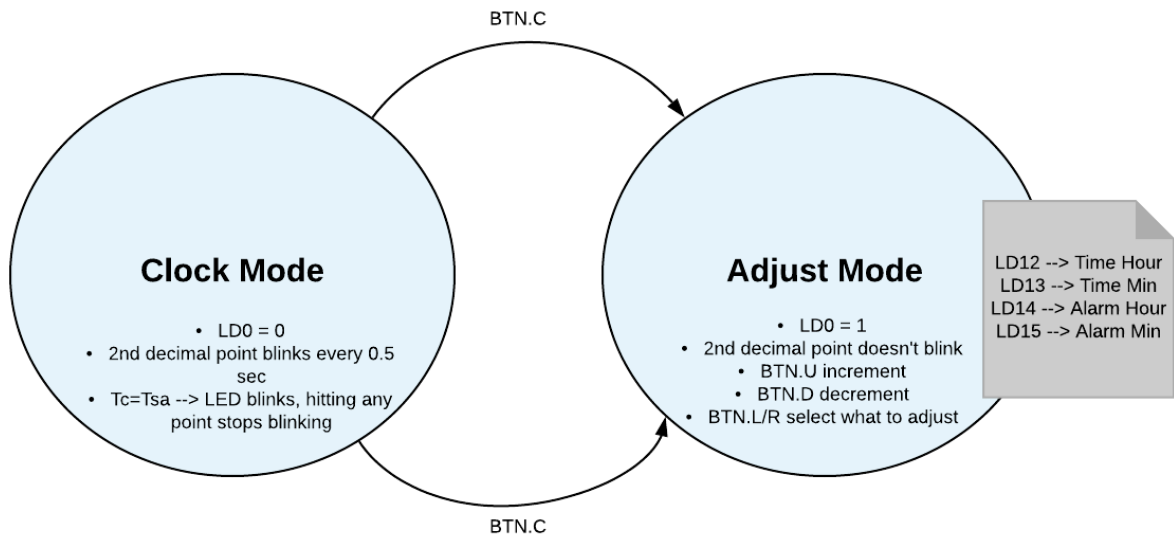 BTN.C
Clock Mode
• LD0 = 0
• 2nd decimal point blinks every 0.5
sec
• Tc=Tsa --> LED blinks, hitting any
point stops blinking
Adjust Mode
• LD0 = 1
• 2nd decimal point doesn't blink
• BTN.U increment
• BTN.D decrement
• BTN.L/R select what to adjust
LD12 --> Time Hour
LD13 --> Time Min
LD14 --> Alarm Hour
LD15 --> Alarm Min
BTN.C